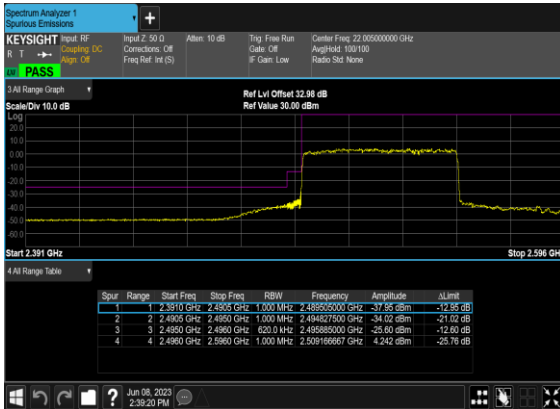 Spectrum Analyzer 1
Spurious Emissions
+
KEYSIGHT Input: RF Input Z: 50 Ω Atten: 10 dB Trig: Free Run Center Freq: 22.005000000 GHz
R T Coupling: DC Corrections: Off Gate: Off Avg|Hold: 100/100
Align: Off Freq Ref: Int (S) IF Gain: Low Radio Std: None
PASS
3 All Range Graph
Ref Lvl Offset 32.98 dB
Scale/Div 10.0 dB Ref Value 30.00 dBm
Log
20.0
10.0
0.00
-10.0
-20.0
-30.0
-40.0
-50.0
-60.0
Start 2.391 GHz Stop 2.596 GHz
4 All Range Table
Spur Range Start Freq Stop Freq RBW Frequency Amplitude ΔLimit
1 1 2.3910 GHz 2.4905 GHz 1.000 MHz 2.489505000 GHz -37.95 dBm -12.95 dB
2 2 2.4905 GHz 2.4950 GHz 1.000 MHz 2.494827500 GHz -34.02 dBm -21.02 dB
3 3 2.4950 GHz 2.4960 GHz 620.0 kHz 2.495885000 GHz -25.60 dBm -12.60 dB
4 4 2.4960 GHz 2.5960 GHz 1.000 MHz 2.509166667 GHz 4.242 dBm -25.76 dB
? Jun 08, 2023
2:39:20 PM